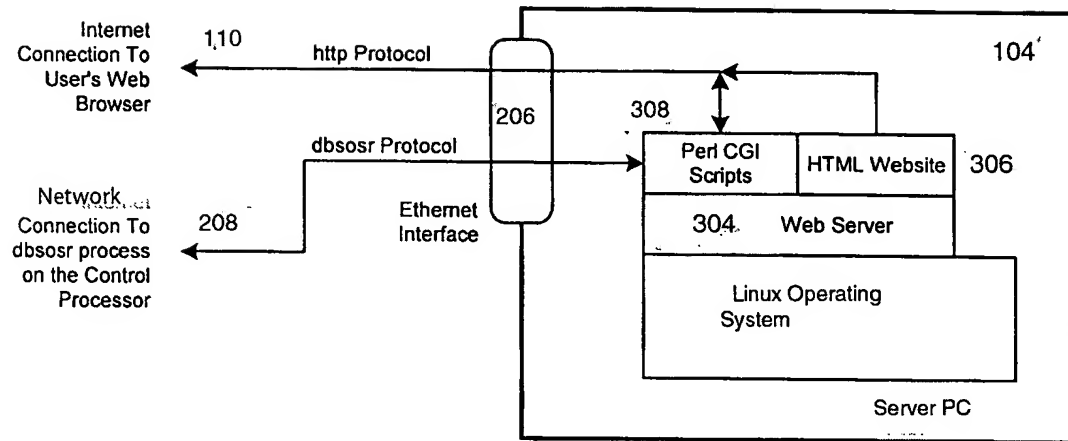 Internet
Connection To
User's Web
Browser
110
http Protocol
104
206
308
dbsosr Protocol
Perl CGI
Scripts
HTML Website
306
Network
Connection To
dbsosr process
on the Control
Processor
208
Ethernet
Interface
304
Web Server
Linux Operating
System
Server PC